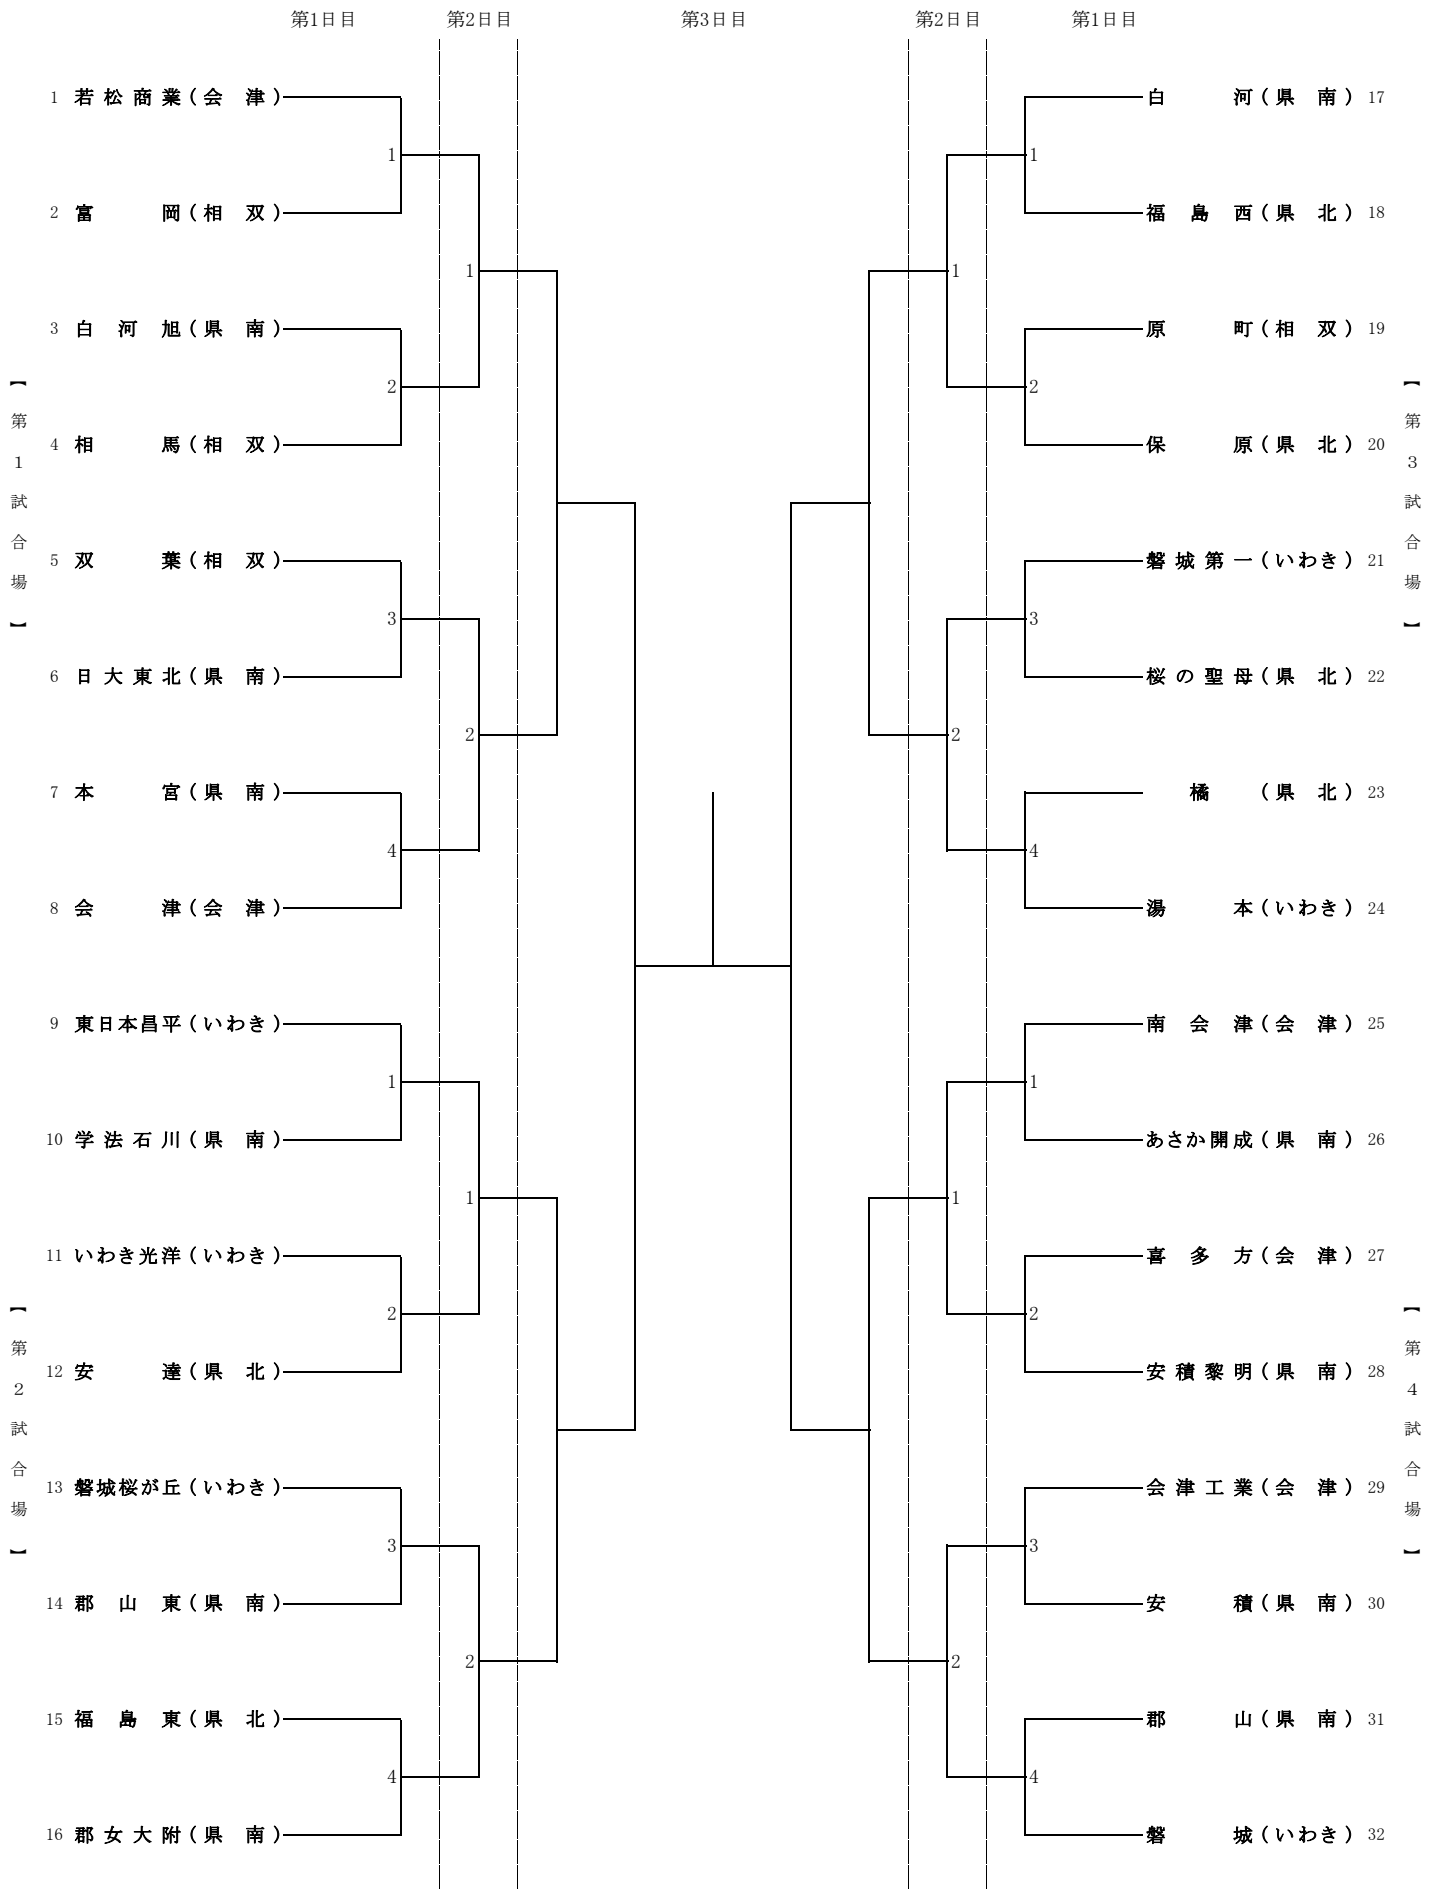 第1日目 第2日目 第3日目 第2日目 第1日目
1 若松商業(会 津)
1
2 富 岡(相 双)
1
3 白河旭(県 南)
2
4 相 馬(相 双)
5 双 葉(相 双)
3
6 日大東北(県 南)
2
7 本 宮(県 南)
4
8 会 津(会 津)
【第1試合場】
9 東日本昌平(いわき)
1
10 学法石川(県 南)
1
11 いわき光洋(いわき)
2
12 安 達(県 北)
13 磐城桜が丘(いわき)
3
14 郡山東(県 南)
2
15 福島東(県 北)
4
16 郡女大附(県 南)
【第2試合場】
白 河(県 南) 17
1
福島西(県 北) 18
1
原 町(相 双) 19
2
保 原(県 北) 20
磐城第一(いわき) 21
3
桜の聖母(県 北) 22
2
橘 (県 北) 23
4
湯 本(いわき) 24
【第3試合場】
南会津(会 津) 25
1
あさか開成(県 南) 26
1
喜多方(会 津) 27
2
安積黎明(県 南) 28
会津工業(会 津) 29
3
安 積(県 南) 30
2
郡 山(県 南) 31
4
磐 城(いわき) 32
【第4試合場】